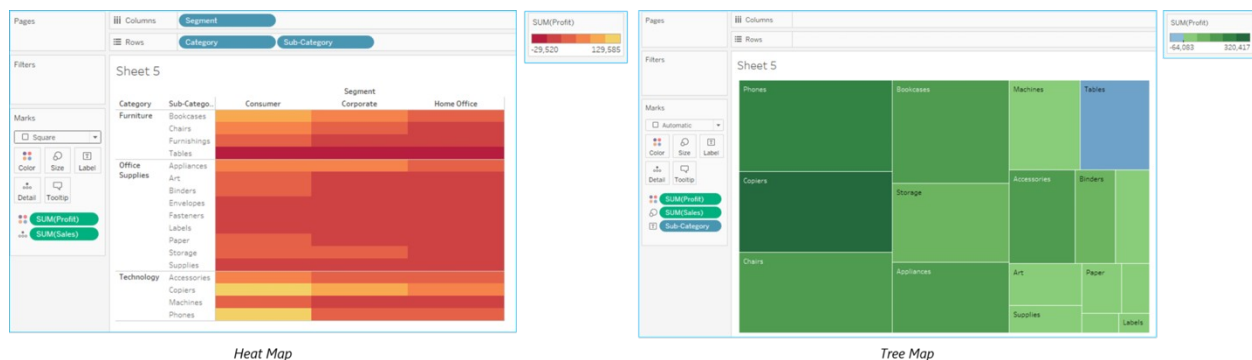 Pages
Columns
Segment
Rows
Category
Sub-Category
Filters
Marks
Square
Color
Size
Label
Detail
Tooltip
SUM(Profit)
SUM(Sales)
Sheet 5
Segment
Category Sub-Catego.. Consumer Corporate Home Office
Furniture Bookcases
Chairs
Furnishings
Tables
Office Supplies Appliances
Art
Binders
Envelopes
Fasteners
Labels
Paper
Storage
Supplies
Technology Accessories
Copiers
Machines
Phones
SUM(Profit)
-29,520 129,585
Heat Map
Pages
Columns
Rows
Filters
Marks
Automatic
Color
Size
Label
Detail
Tooltip
SUM(Profit)
SUM(Sales)
Sub-Category
Sheet 5
Phones
Bookcases
Machines
Tables
Copiers
Storage
Accessories
Binders
Chairs
Appliances
Art
Paper
Supplies
Labels
SUM(Profit)
-64,083 320,417
Tree Map